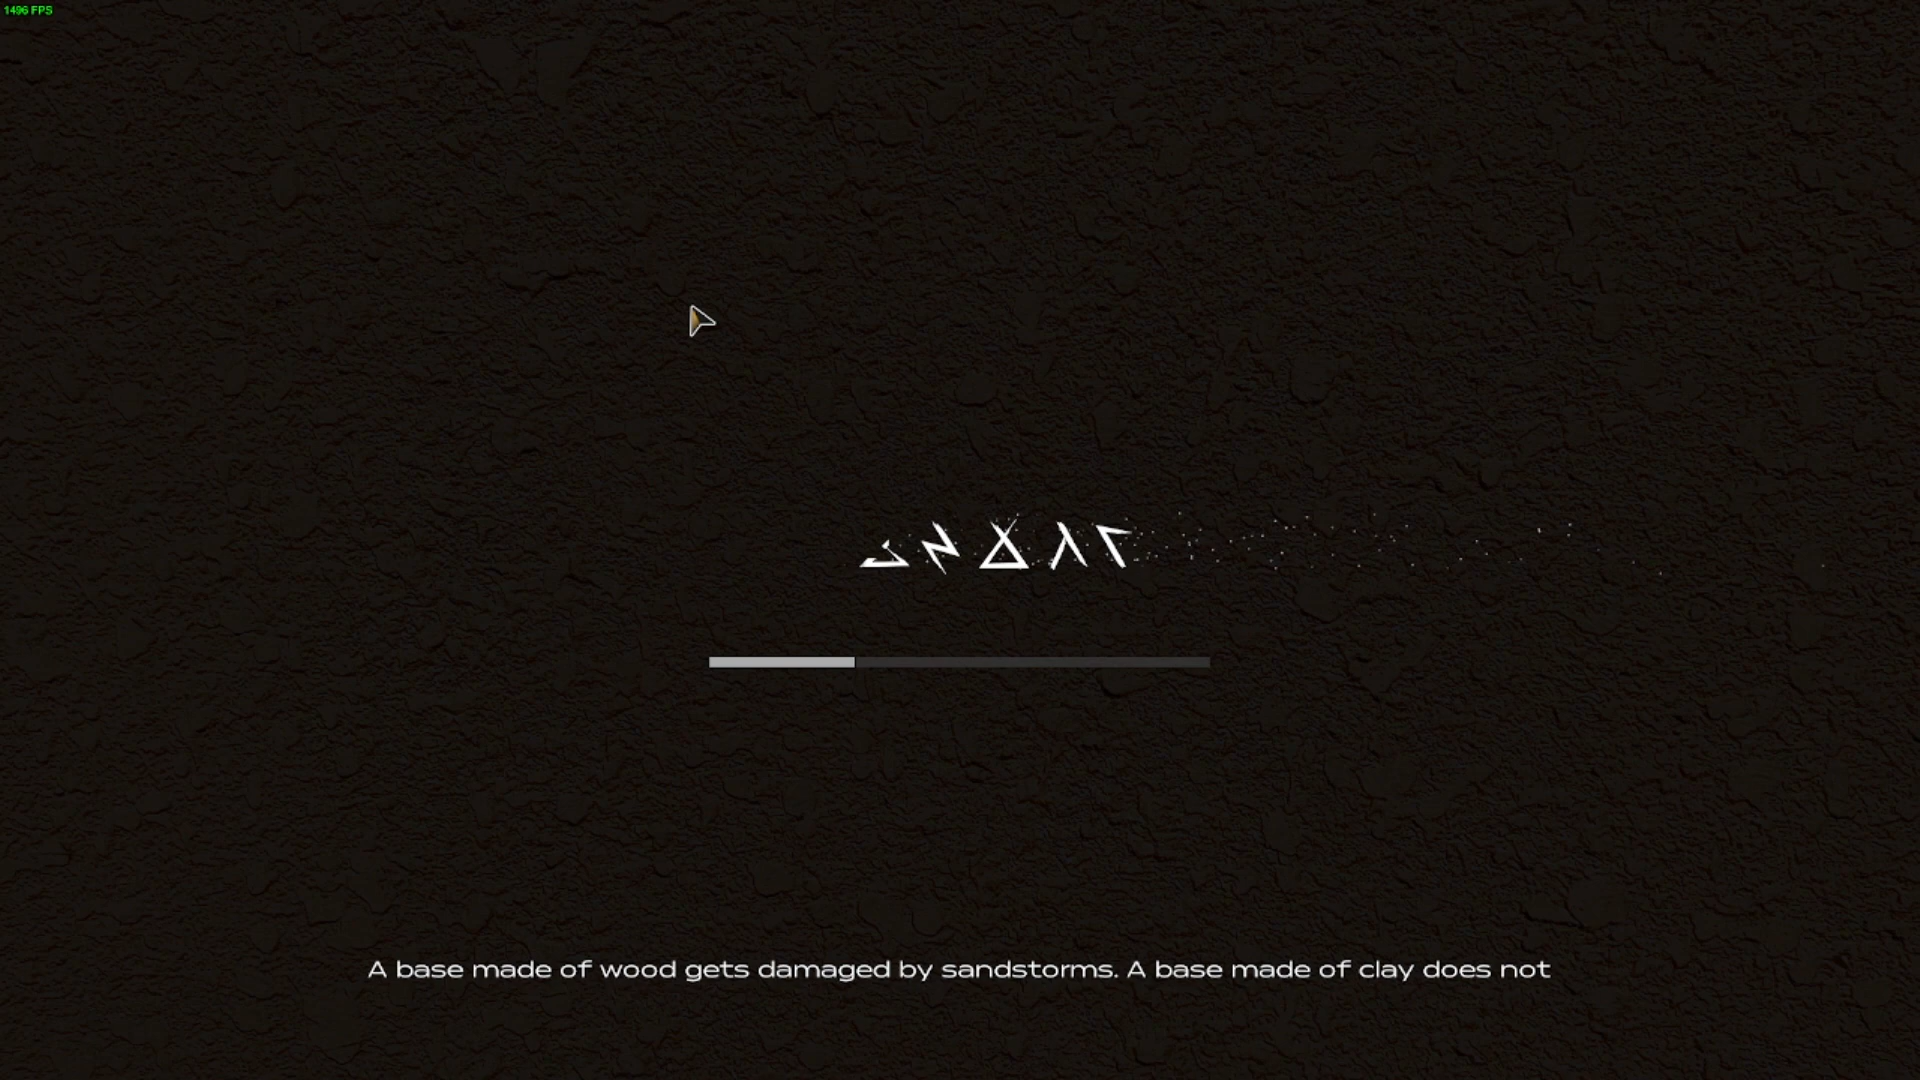 1496 FPS
A base made of wood gets damaged by sandstorms. A base made of clay does not